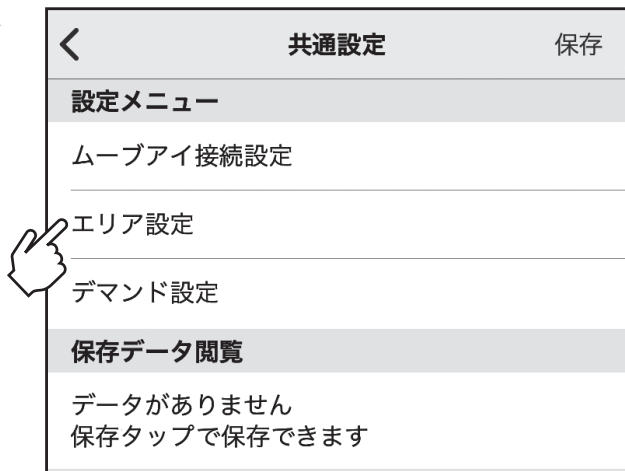 共通設定
保存
設定メニュー
ムーブアイ接続設定
エリア設定
デマンド設定
保存データ閲覧
データがありません
保存タップで保存できます